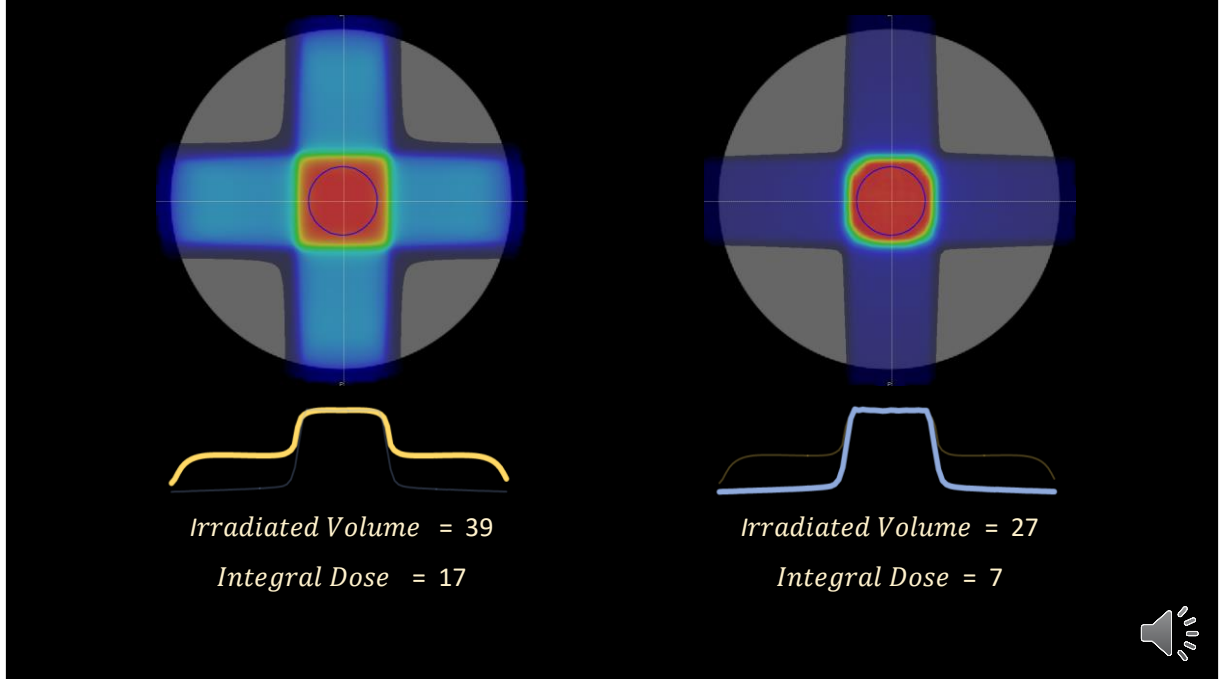 Irradiated Volume = 39
Integral Dose = 17
Irradiated Volume = 27
Integral Dose = 7